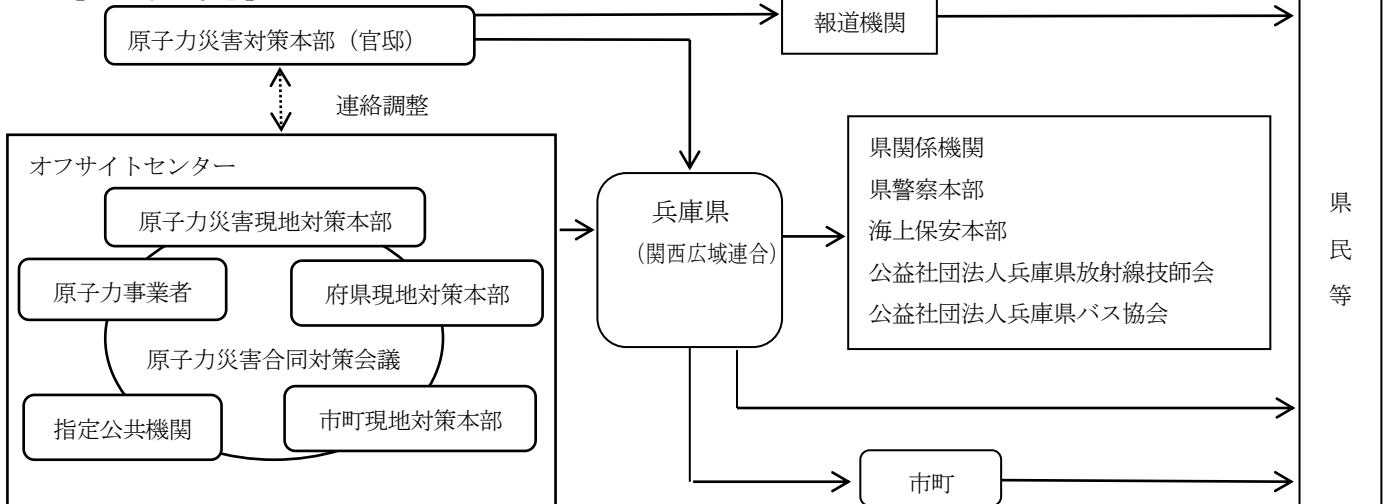 原子力災害対策本部（官邸）
報道機関
連絡調整
オフサイトセンター
原子力災害現地対策本部
原子力事業者
府県現地対策本部
原子力災害合同対策会議
指定公共機関
市町現地対策本部
兵庫県
（関西広域連合）
県関係機関
県警察本部
海上保安本部
公益社団法人兵庫県放射線技師会
公益社団法人兵庫県バス協会
市町
県民等